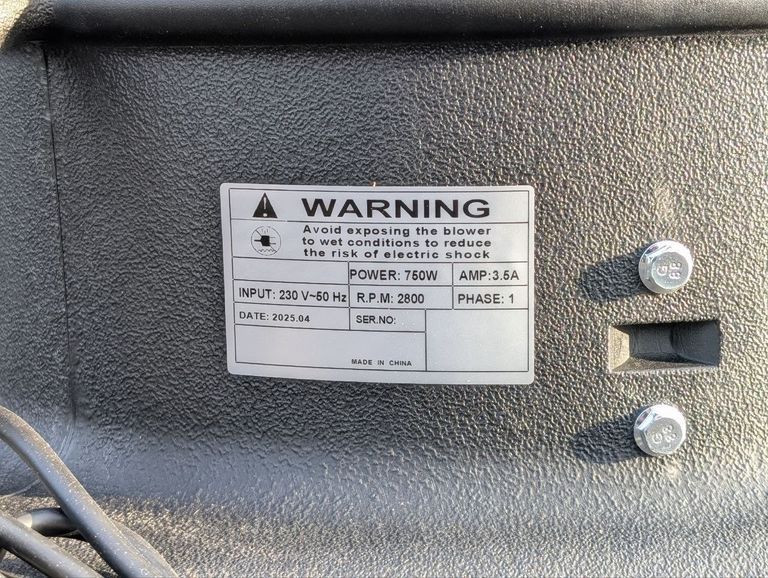 WARNING
Avoid exposing the blower
to wet conditions to reduce
the risk of electric shock
POWER: 750W AMP:3.5A
INPUT: 230 V~50 Hz R.P.M: 2800 PHASE: 1
DATE: 2025.04 SER.NO:
MADE IN CHINA